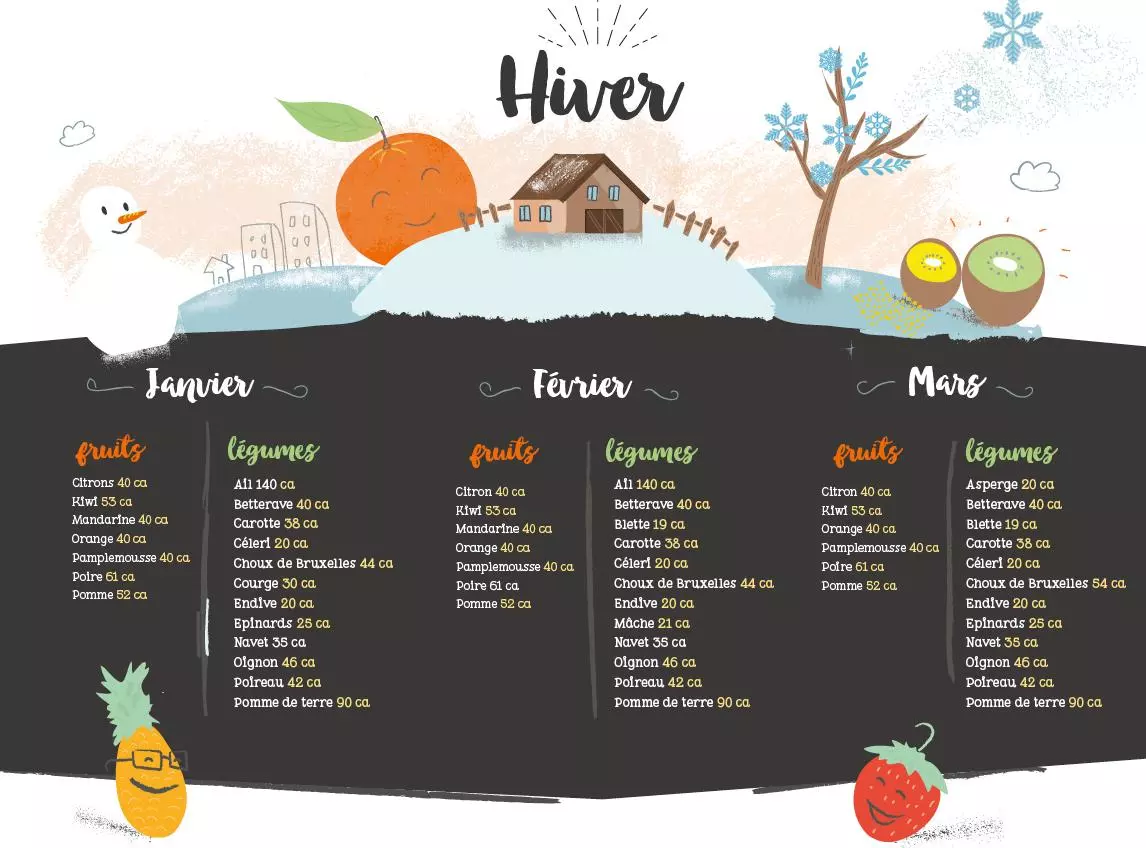 Hiver
Janvier
fruits
Citrons 40 ca
Kiwi 53 ca
Mandarine 40 ca
Orange 40 ca
Pamplemousse 40 ca
Poire 61 ca
Pomme 52 ca
légumes
Ail 140 ca
Betterave 40 ca
Carotte 38 ca
Céleri 20 ca
Choux de Bruxelles 44 ca
Courge 30 ca
Endive 20 ca
Epinards 25 ca
Navet 35 ca
Oignon 46 ca
Poireau 42 ca
Pomme de terre 90 ca
Février
fruits
Citron 40 ca
Kiwi 53 ca
Mandarine 40 ca
Orange 40 ca
Pamplemousse 40 ca
Poire 61 ca
Pomme 52 ca
légumes
Ail 140 ca
Betterave 40 ca
Blette 19 ca
Carotte 38 ca
Céleri 20 ca
Choux de Bruxelles 44 ca
Endive 20 ca
Mâche 21 ca
Navet 35 ca
Oignon 46 ca
Poireau 42 ca
Pomme de terre 90 ca
Mars
fruits
Citron 40 ca
Kiwi 53 ca
Orange 40 ca
Pamplemousse 40 ca
Poire 61 ca
Pomme 52 ca
légumes
Asperge 20 ca
Betterave 40 ca
Blette 19 ca
Carotte 38 ca
Céleri 20 ca
Choux de Bruxelles 54 ca
Endive 20 ca
Epinards 25 ca
Navet 35 ca
Oignon 46 ca
Poireau 42 ca
Pomme de terre 90 ca